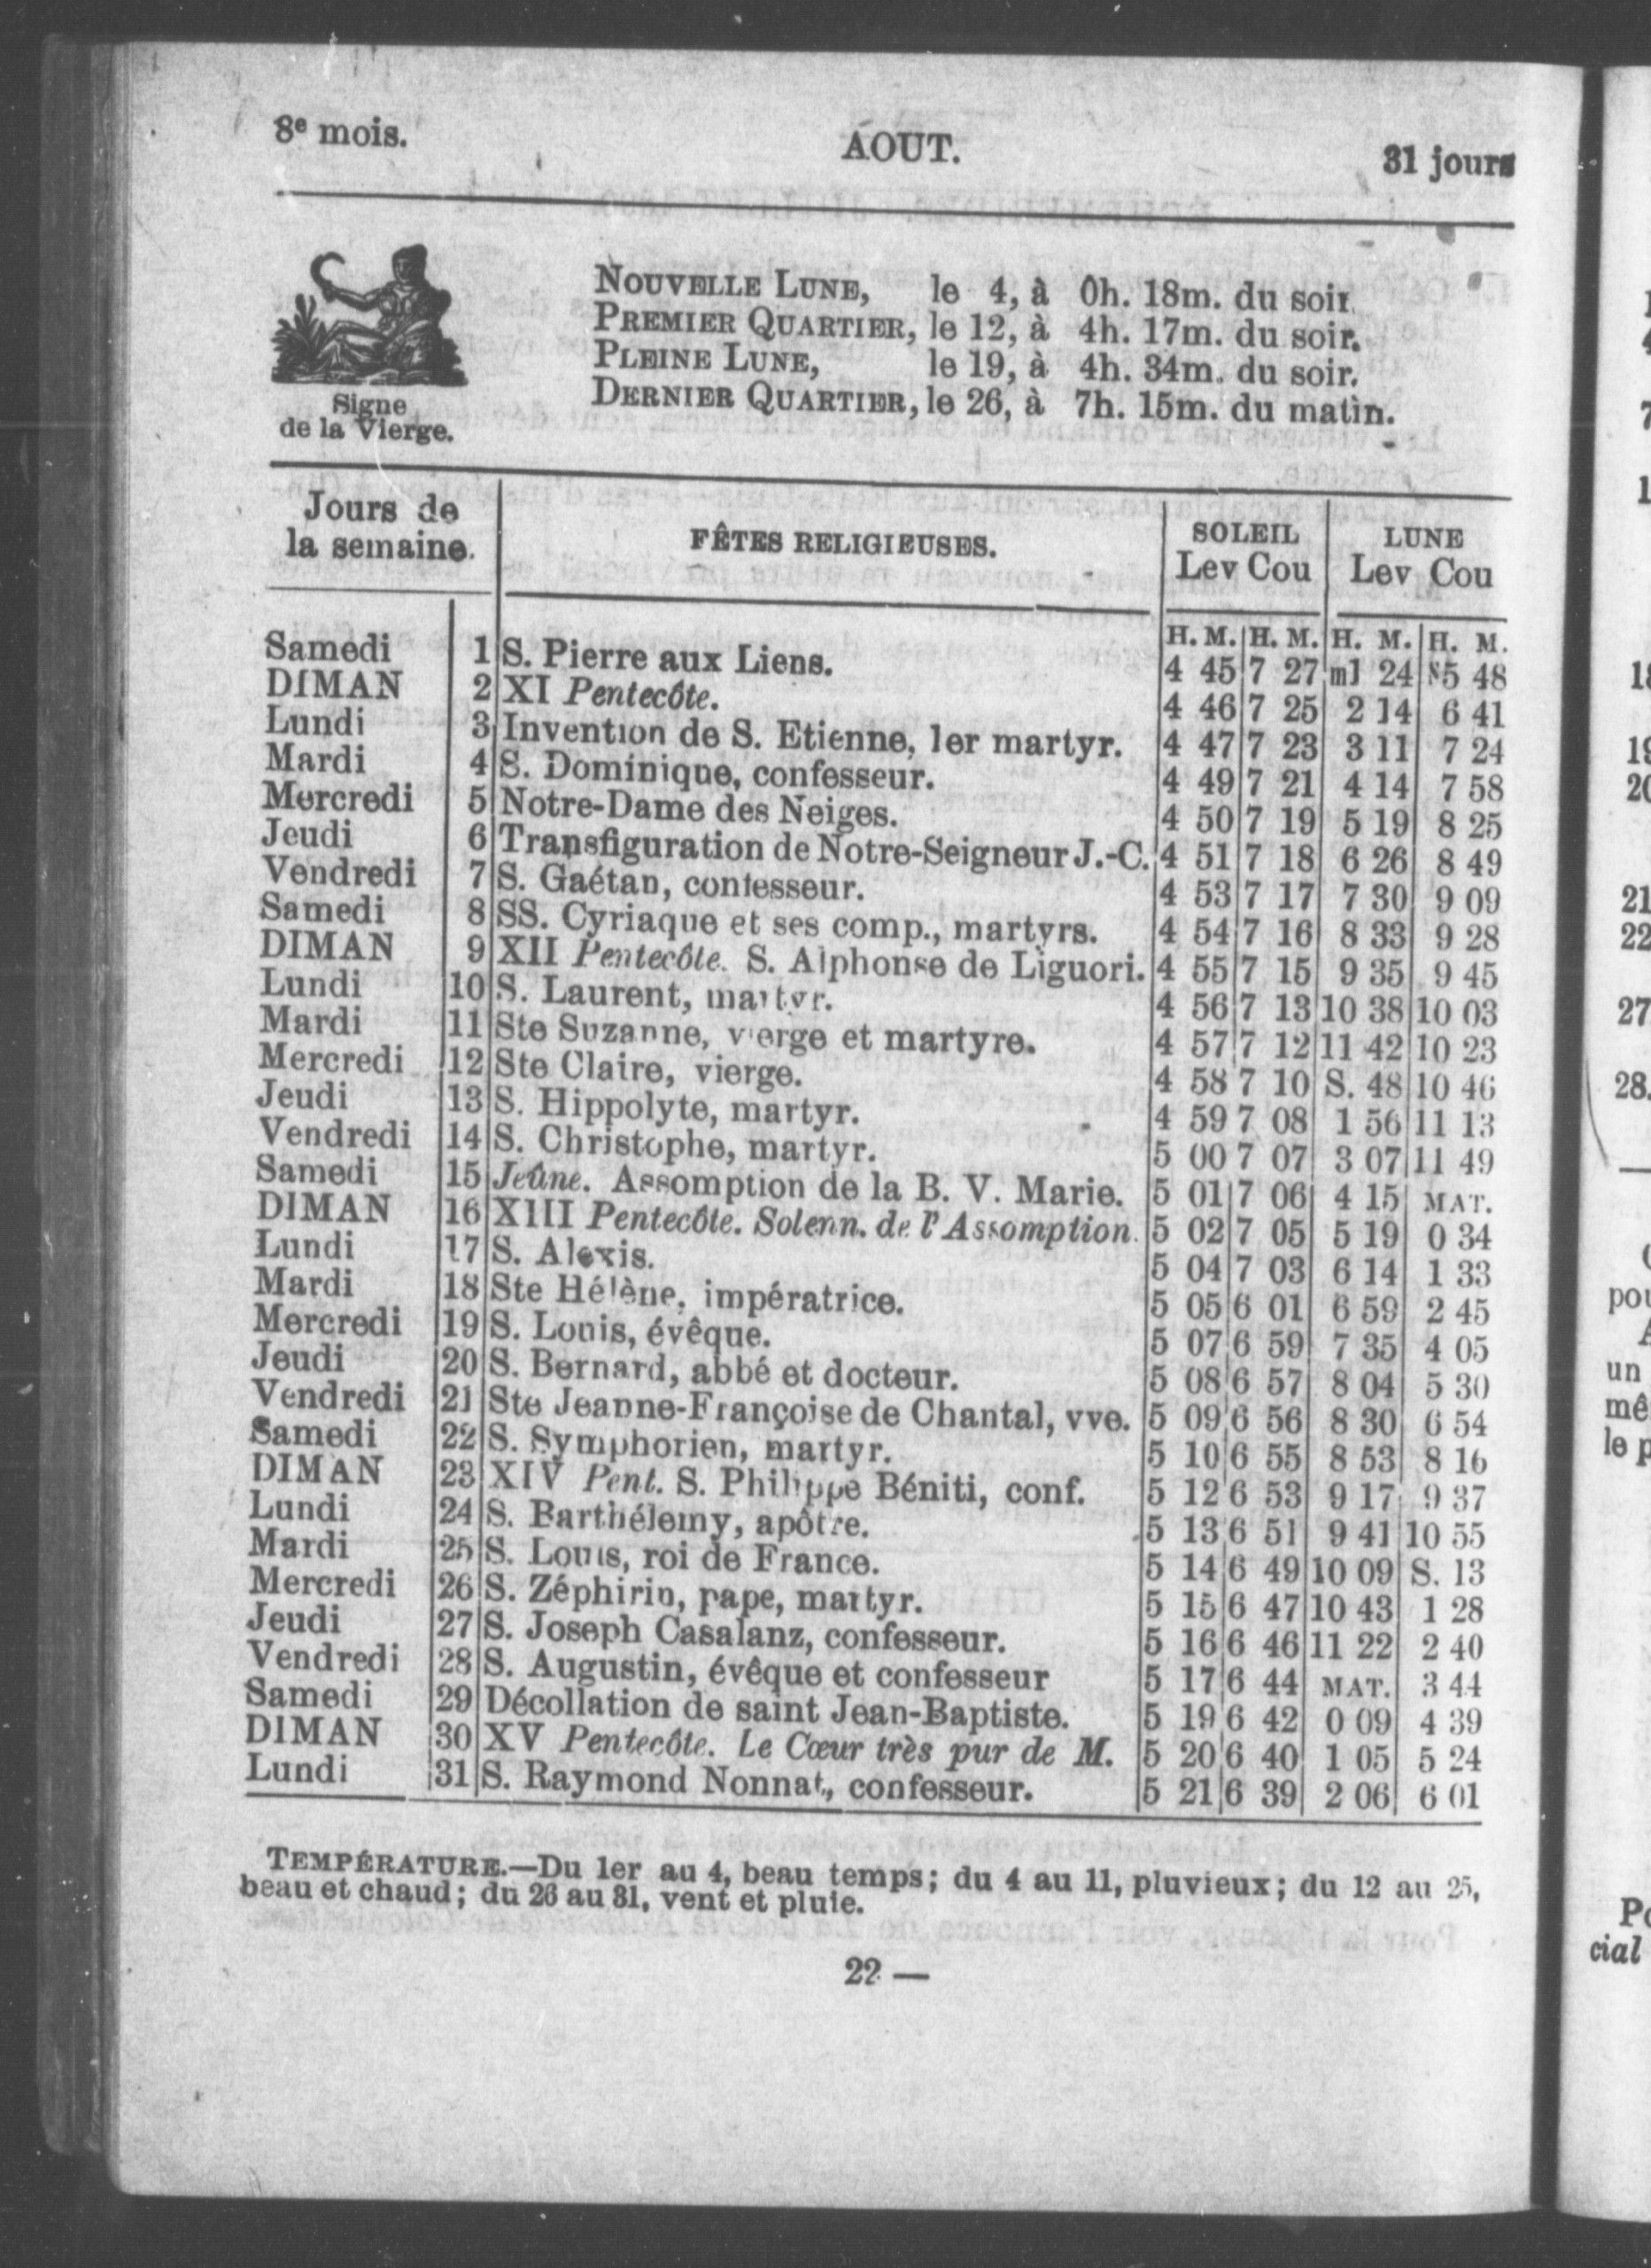 8e mois.
AOUT.
31 jours
NOUVELLE LUNE, le 4, à 0h. 18m. du soir.
PREMIER QUARTIER, le 12, à 4h. 17m. du soir.
PLEINE LUNE, le 19, à 4h. 34m. du soir.
DERNIER QUARTIER, le 26, à 7h. 15m. du matin.
Signe
de la Vierge.
Jours de
la semaine.
FÊTES RELIGIEUSES.
SOLEIL
Lev Cou
LUNE
Lev Cou
H. M. H. M. H. M. H. M.
Samedi 1 S. Pierre aux Liens. 4 45 7 27 m1 24 s5 48
DIMAN 2 XI Pentecôte. 4 46 7 25 2 14 6 41
Lundi 3 Invention de S. Etienne, 1er martyr. 4 47 7 23 3 11 7 24
Mardi 4 S. Dominique, confesseur. 4 49 7 21 4 14 7 58
Mercredi 5 Notre-Dame des Neiges. 4 50 7 19 5 19 8 25
Jeudi 6 Transfiguration de Notre-Seigneur J.-C. 4 51 7 18 6 26 8 49
Vendredi 7 S. Gaétan, confesseur. 4 53 7 17 7 30 9 09
Samedi 8 SS. Cyriaque et ses comp., martyrs. 4 54 7 16 8 33 9 28
DIMAN 9 XII Pentecôte. S. Alphonse de Liguori. 4 55 7 15 9 35 9 45
Lundi 10 S. Laurent, martyr. 4 56 7 13 10 38 10 03
Mardi 11 Ste Suzanne, vierge et martyre. 4 57 7 12 11 42 10 23
Mercredi 12 Ste Claire, vierge. 4 58 7 10 S. 48 10 46
Jeudi 13 S. Hippolyte, martyr. 4 59 7 08 1 56 11 13
Vendredi 14 S. Christophe, martyr. 5 00 7 07 3 07 11 49
Samedi 15 Jeûne. Assomption de la B. V. Marie. 5 01 7 06 4 15 MAT.
DIMAN 16 XIII Pentecôte. Solenn. de l'Assomption. 5 02 7 05 5 19 0 34
Lundi 17 S. Alexis. 5 04 7 03 6 14 1 33
Mardi 18 Ste Hélène, impératrice. 5 05 6 01 6 59 2 45
Mercredi 19 S. Louis, évêque. 5 07 6 59 7 35 4 05
Jeudi 20 S. Bernard, abbé et docteur. 5 08 6 57 8 04 5 30
Vendredi 21 Ste Jeanne-Françoise de Chantal, vve. 5 09 6 56 8 30 6 54
Samedi 22 S. Symphorien, martyr. 5 10 6 55 8 53 8 16
DIMAN 23 XIV Pent. S. Philippe Béniti, conf. 5 12 6 53 9 17 9 37
Lundi 24 S. Barthélemy, apôtre. 5 13 6 51 9 41 10 55
Mardi 25 S. Louis, roi de France. 5 14 6 49 10 09 S. 13
Mercredi 26 S. Zéphirin, pape, martyr. 5 15 6 47 10 43 1 28
Jeudi 27 S. Joseph Casalanz, confesseur. 5 16 6 46 11 22 2 40
Vendredi 28 S. Augustin, évêque et confesseur 5 17 6 44 MAT. 3 44
Samedi 29 Décollation de saint Jean-Baptiste. 5 19 6 42 0 09 4 39
DIMAN 30 XV Pentecôte. Le Cœur très pur de M. 5 20 6 40 1 05 5 24
Lundi 31 S. Raymond Nonnat, confesseur. 5 21 6 39 2 06 6 01
TEMPÉRATURE.—Du 1er au 4, beau temps; du 4 au 11, pluvieux; du 12 au 25,
beau et chaud; du 26 au 31, vent et pluie.
22 —
19
20
21
22
27
28.
un
le p
cial